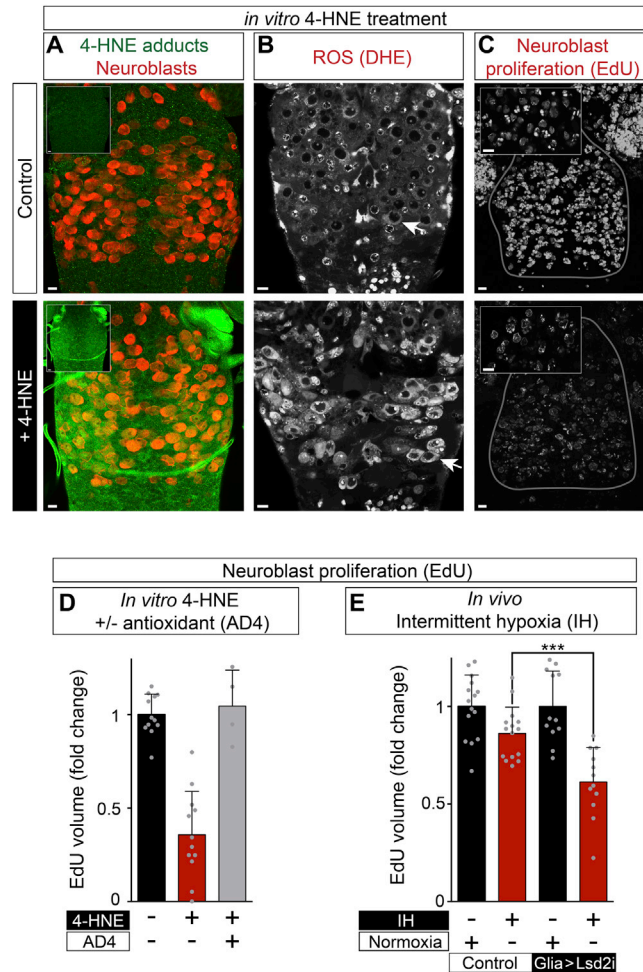 in vitro 4-HNE treatment
A
4-HNE adducts
Neuroblasts
B
ROS (DHE)
C
Neuroblast
proliferation (EdU)
Control
+ 4-HNE
Neuroblast proliferation (EdU)
D
In vitro 4-HNE
+/- antioxidant (AD4)
E
In vivo
Intermittent hypoxia (IH)
EdU volume (fold change)
1
0.5
0
4-HNE - + +
AD4 - - +
EdU volume (fold change)
***
1
0.5
0
IH - + - +
Normoxia + - + -
Control Glia>Lsd2i